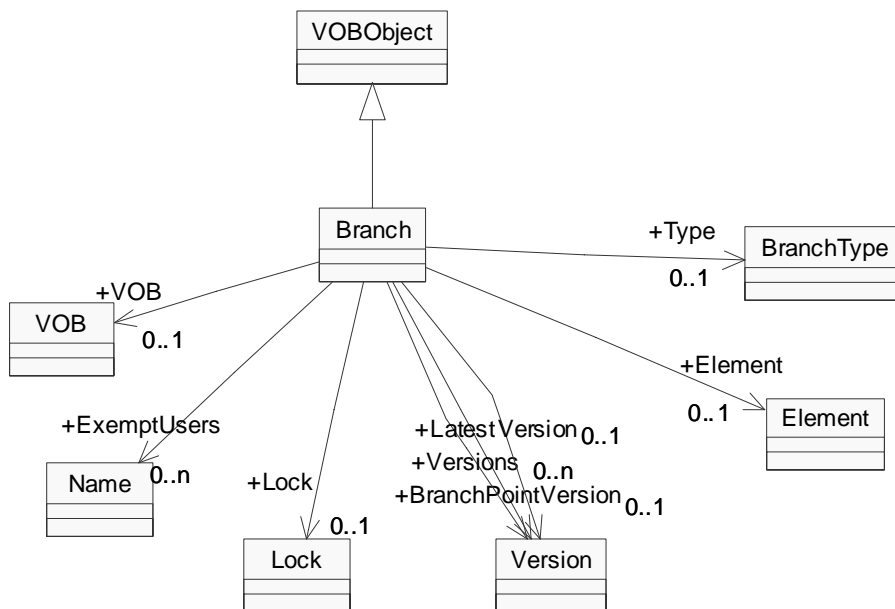 VOBObject
Branch
+Type
BranchType
0..1
+VOB
VOB
0..1
+Element
0..1
Element
+ExemptUsers
+LatestVersion
0..1
Name
0..n
+Lock
+Versions
0..n
+BranchPointVersion
0..1
0..1
Lock
Version